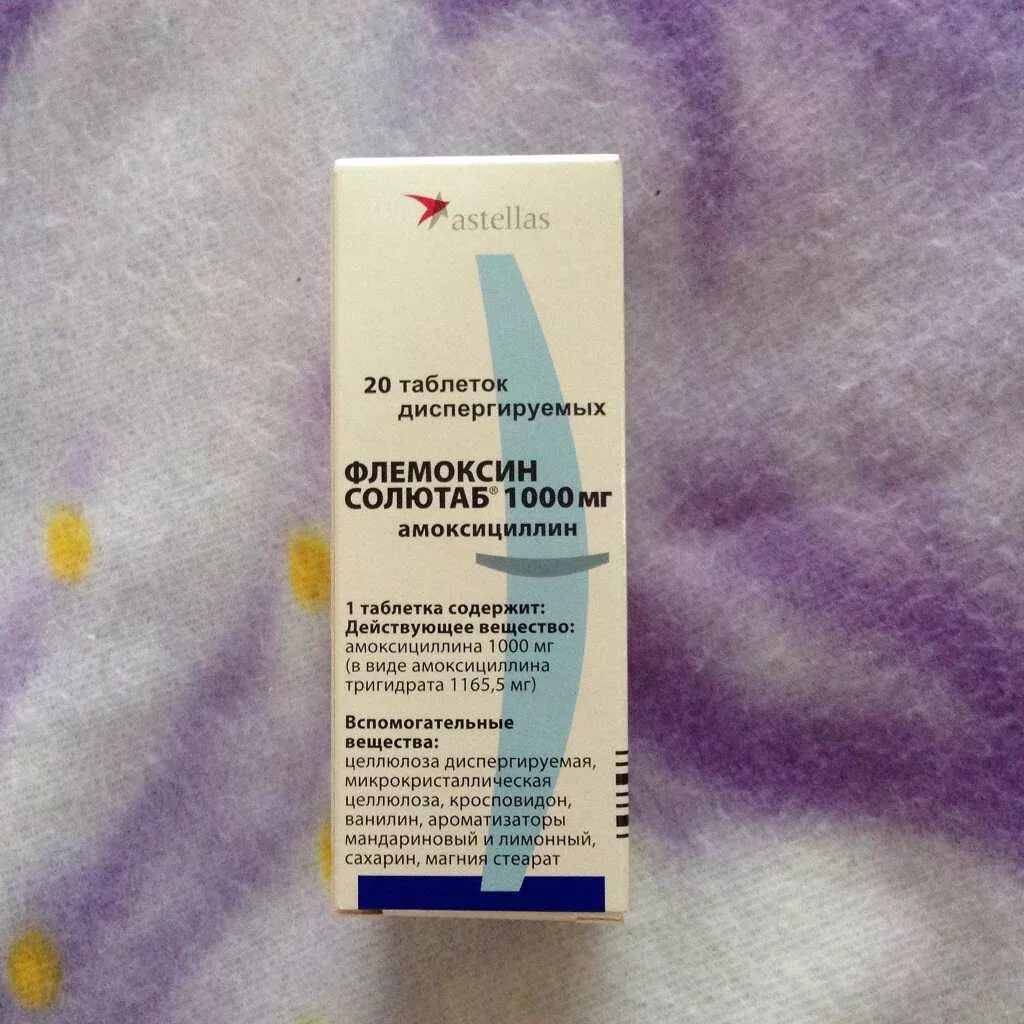 astellas
20 таблеток
диспергируемых
ФЛЕМОКСИН
СОЛЮТАБ® 1000 мг
амоксициллин
1 таблетка содержит:
Действующее вещество:
амоксициллина 1000 мг
(в виде амоксициллина
тригидрата 1165,5 мг)
Вспомогательные
вещества:
целлюлоза диспергируемая,
микрокристаллическая
целлюлоза, кросповидон,
ванилин, ароматизаторы
мандариновый и лимонный,
сахарин, магния стеарат